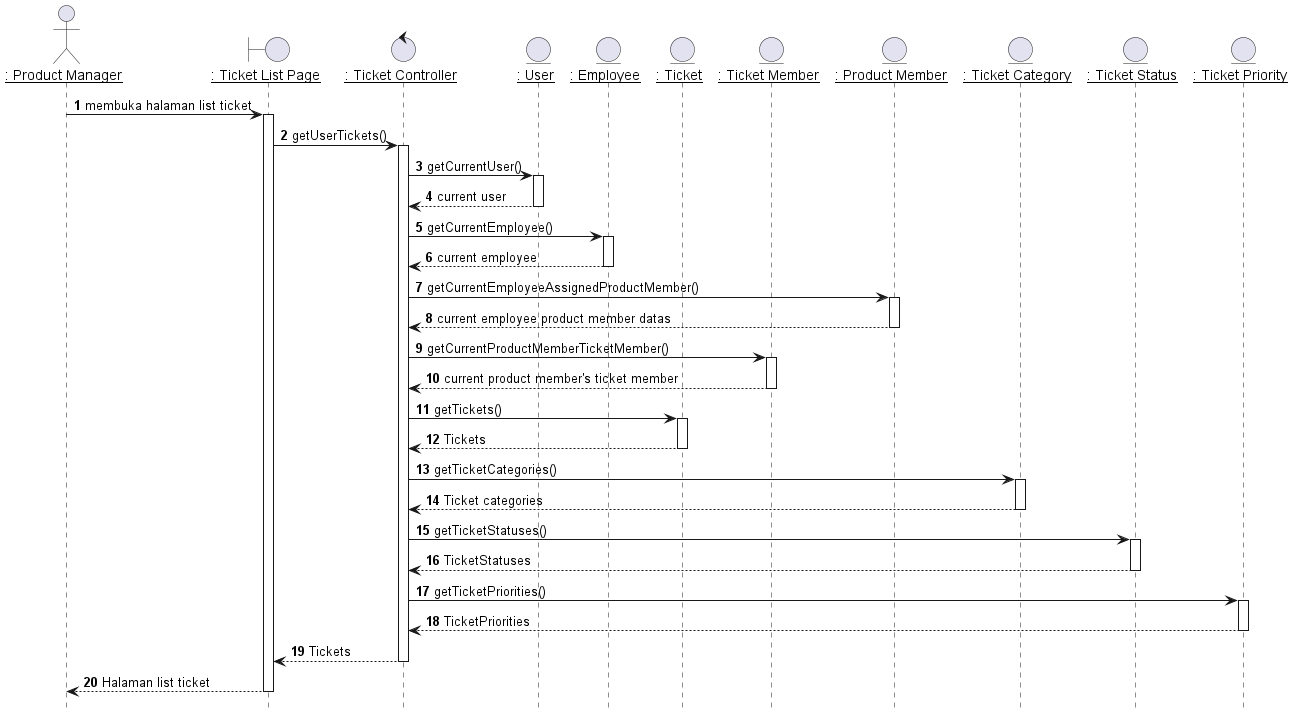 : Product Manager
: Ticket List Page
: Ticket Controller
: User
: Employee
: Ticket
: Ticket Member
: Product Member
: Ticket Category
: Ticket Status
: Ticket Priority
1 membuka halaman list ticket
2 getUserTickets()
3 getCurrentUser()
4 current user
5 getCurrentEmployee()
6 current employee
7 getCurrentEmployeeAssignedProductMember()
8 current employee product member datas
9 getCurrentProductMemberTicketMember()
10 current product member's ticket member
11 getTickets()
12 Tickets
13 getTicketCategories()
14 Ticket categories
15 getTicketStatuses()
16 TicketStatuses
17 getTicketPriorities()
18 TicketPriorities
19 Tickets
20 Halaman list ticket